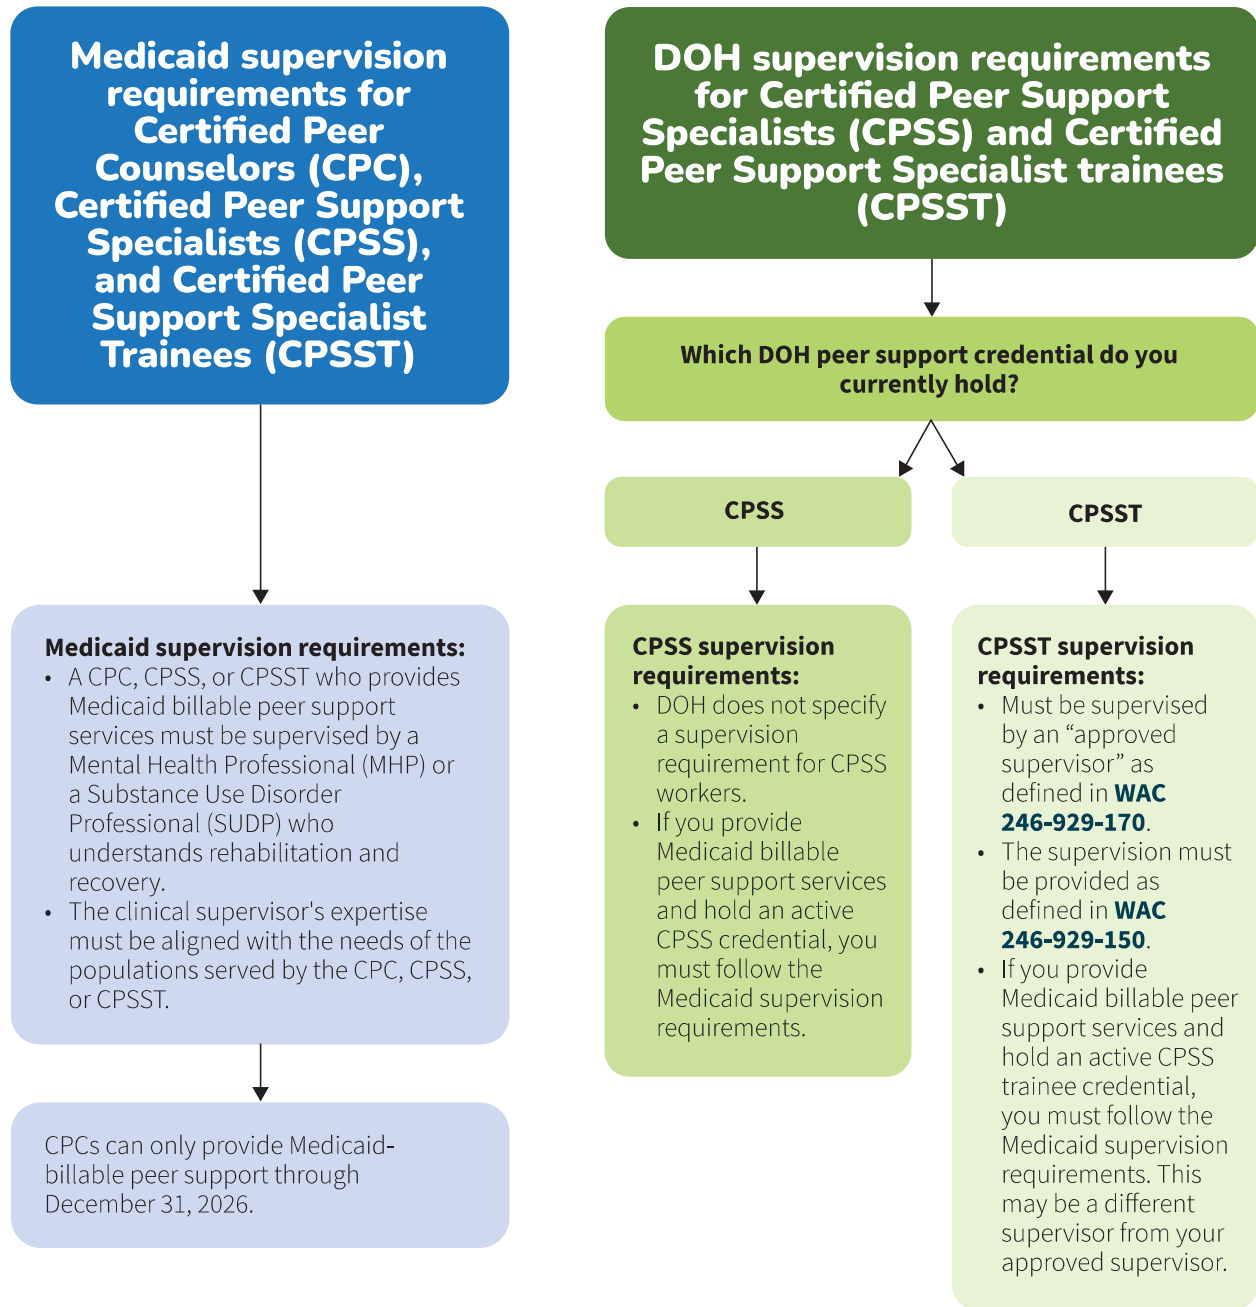 Medicaid supervision
requirements for
Certified Peer
Counselors (CPC),
Certified Peer Support
Specialists (CPSS),
and Certified Peer
Support Specialist
Trainees (CPSST)
Medicaid supervision requirements:
• A CPC, CPSS, or CPSST who provides
Medicaid billable peer support
services must be supervised by a
Mental Health Professional (MHP) or
a Substance Use Disorder
Professional (SUDP) who
understands rehabilitation and
recovery.
• The clinical supervisor's expertise
must be aligned with the needs of the
populations served by the CPC, CPSS,
or CPSST.
CPCs can only provide Medicaid-
billable peer support through
December 31, 2026.
DOH supervision requirements
for Certified Peer Support
Specialists (CPSS) and Certified
Peer Support Specialist trainees
(CPSST)
Which DOH peer support credential do you
currently hold?
CPSS
CPSS supervision
requirements:
• DOH does not specify
a supervision
requirement for CPSS
workers.
• If you provide
Medicaid billable
peer support services
and hold an active
CPSS credential, you
must follow the
Medicaid supervision
requirements.
CPSST
CPSST supervision
requirements:
• Must be supervised
by an “approved
supervisor” as
defined in WAC
246-929-170.
• The supervision must
be provided as
defined in WAC
246-929-150.
• If you provide
Medicaid billable peer
support services and
hold an active CPSS
trainee credential,
you must follow the
Medicaid supervision
requirements. This
may be a different
supervisor from your
approved supervisor.